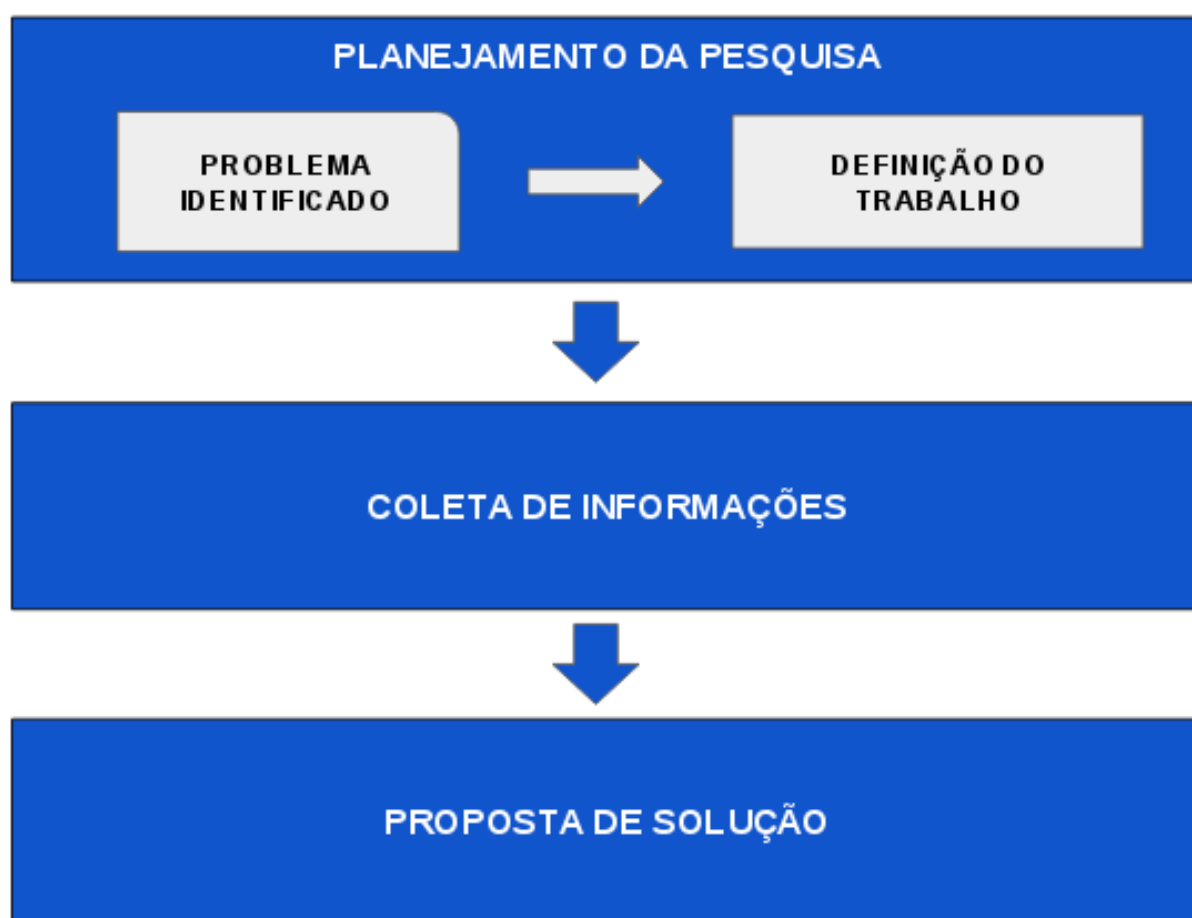 PLANEJAMENTO DA PESQUISA
PROBLEMA
IDENTIFICADO
DEFINIÇÃO DO
TRABALHO
COLETA DE INFORMAÇÕES
PROPOSTA DE SOLUÇÃO